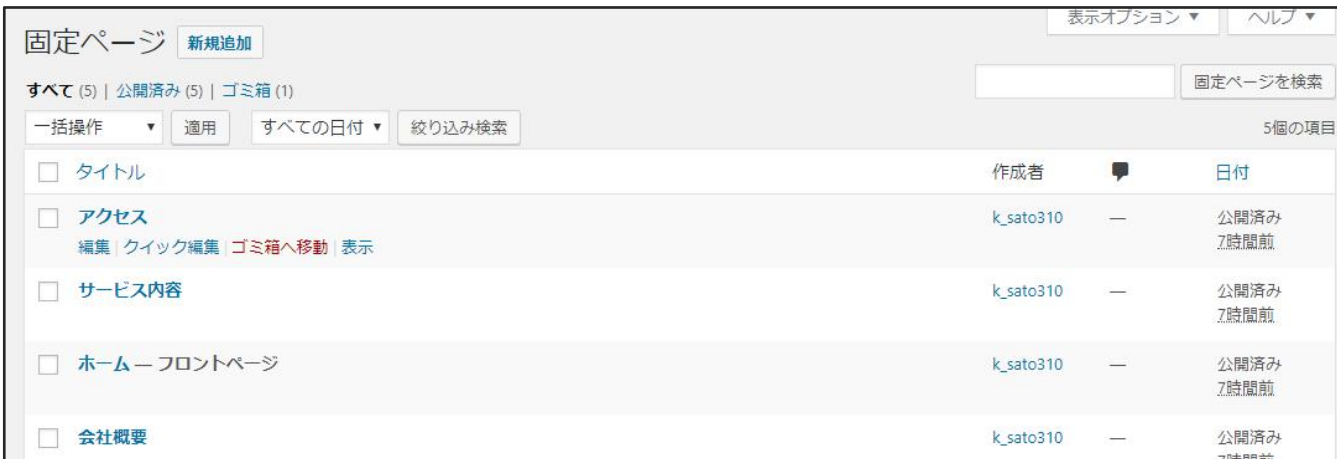 表示オプション ▼ ヘルプ ▼
固定ページ 新規追加
すべて (5) | 公開済み (5) | ゴミ箱 (1)
固定ページを検索
一括操作 ▼ 適用 すべての日付 ▼ 絞り込み検索 5個の項目
タイトル 作成者 日付
アクセス k_sato310 — 公開済み
編集 | クイック編集 | ゴミ箱へ移動 | 表示 7時間前
サービス内容 k_sato310 — 公開済み
7時間前
ホーム — フロントページ k_sato310 — 公開済み
7時間前
会社概要 k_sato310 — 公開済み